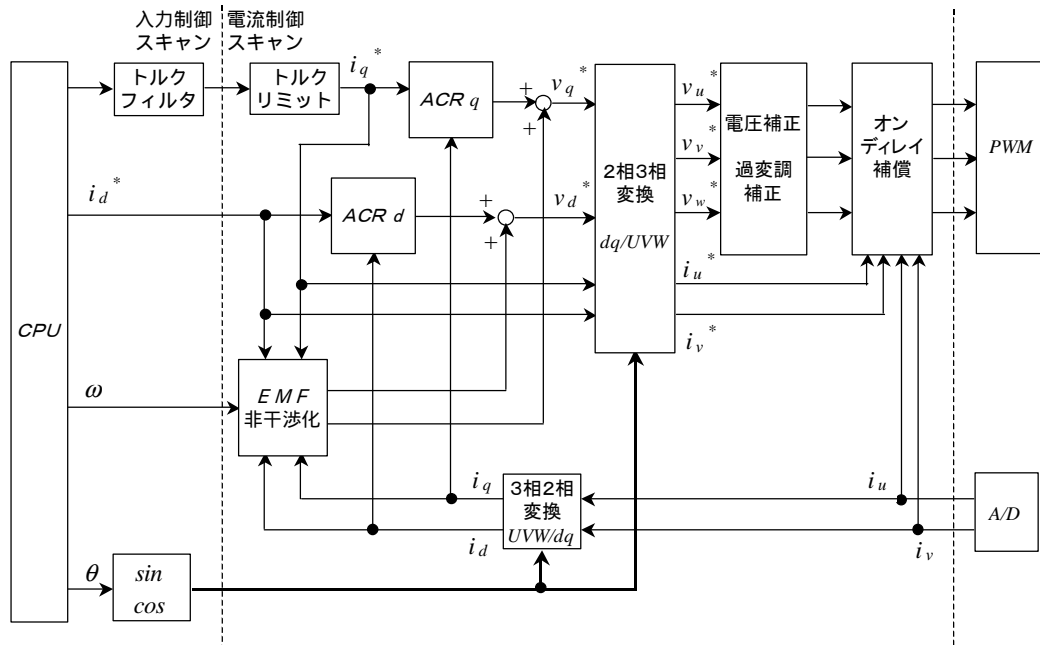 入力制御
スキャン
電流制御
スキャン
トルク
フィルタ
トルク
リミット
i_q*
ACR q
+
+
v_q*
2相3相
変換
dq/UVW
v_u*
v_v*
v_w*
i_u*
i_v*
電圧補正
過変調
補正
オン
ディレイ
補償
PWM
i_d*
ACR d
+
+
v_d*
CPU
ω
EMF
非干渉化
i_q
i_d
3相2相
変換
UVW/dq
i_u
i_v
A/D
θ
sin
cos